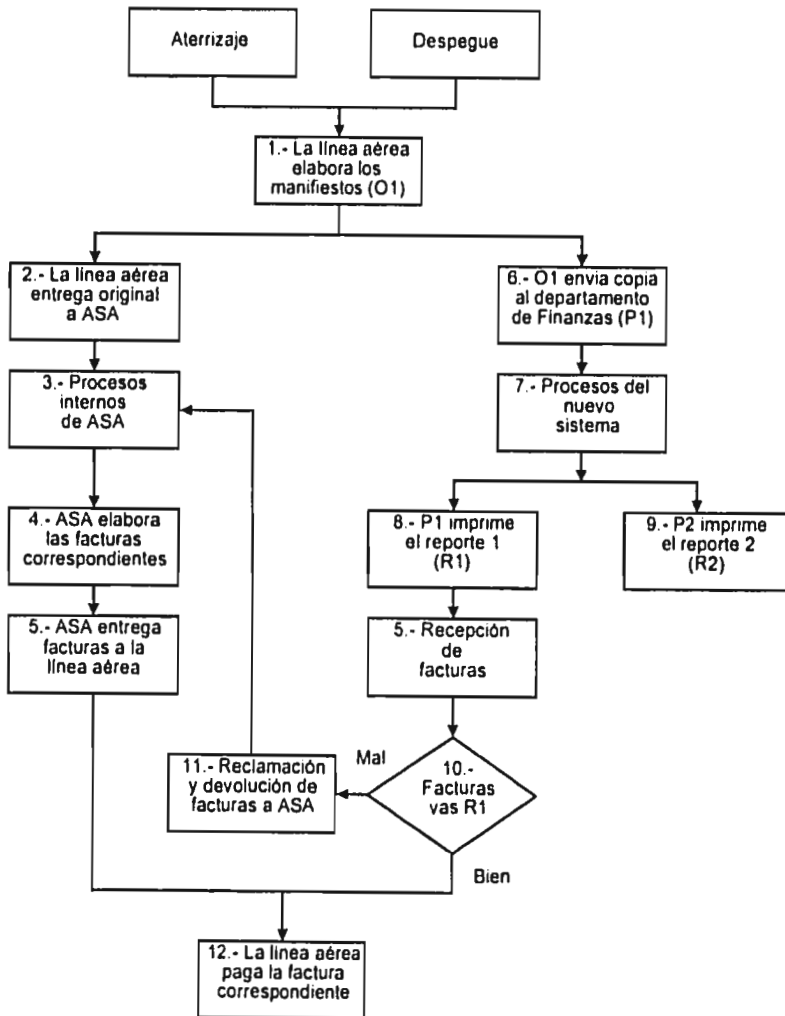 Aterrizaje
Despegue
1.- La línea aérea
elabora los
manifiestos (O1)
2.- La línea aérea
entrega original
a ASA
6.- O1 envia copia
al departamento
de Finanzas (P1)
3.- Procesos
internos
de ASA
7.- Procesos del
nuevo
sistema
4.- ASA elabora
las facturas
correspondientes
8.- P1 imprime
el reporte 1
(R1)
9.- P2 imprime
el reporte 2
(R2)
5.- ASA entrega
facturas a la
línea aérea
5.- Recepción
de
facturas
Mal
11.- Reclamación
y devolución de
facturas a ASA
10.-
Facturas
vas R1
Bien
12.- La linea aérea
paga la factura
correspondiente